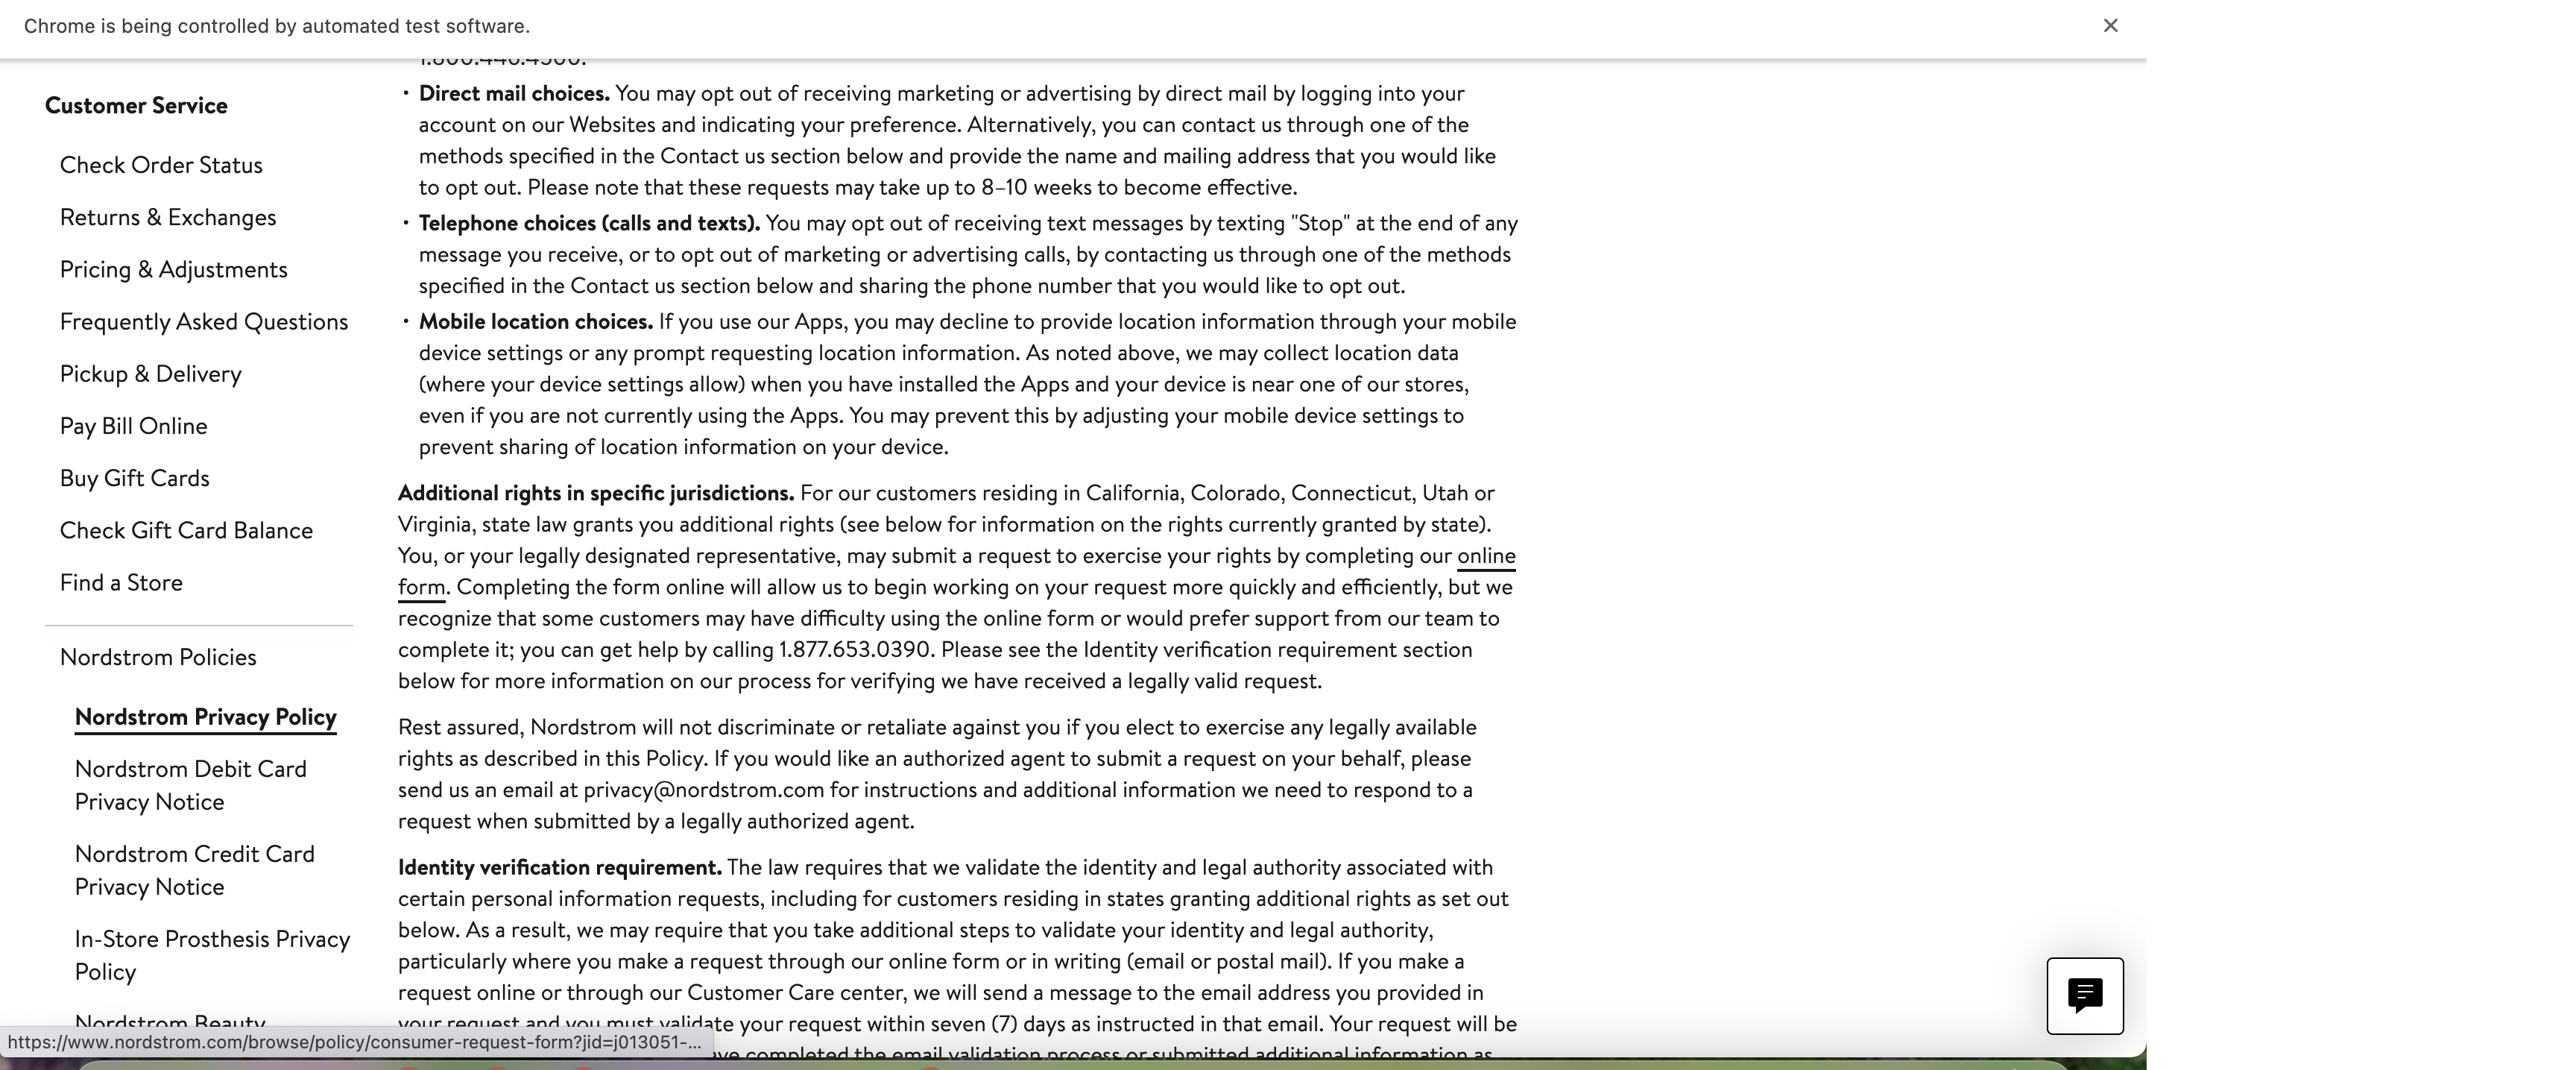 Chrome is being controlled by automated test software.
1.800.440.4500.
Customer Service
Check Order Status
Returns & Exchanges
Pricing & Adjustments
Frequently Asked Questions
Pickup & Delivery
Pay Bill Online
Buy Gift Cards
Check Gift Card Balance
Find a Store
Nordstrom Policies
Nordstrom Privacy Policy
Nordstrom Debit Card
Privacy Notice
Nordstrom Credit Card
Privacy Notice
In-Store Prosthesis Privacy
Policy
Nordstrom Beauty
• Direct mail choices. You may opt out of receiving marketing or advertising by direct mail by logging into your
account on our Websites and indicating your preference. Alternatively, you can contact us through one of the
methods specified in the Contact us section below and provide the name and mailing address that you would like
to opt out. Please note that these requests may take up to 8–10 weeks to become effective.
• Telephone choices (calls and texts). You may opt out of receiving text messages by texting "Stop" at the end of any
message you receive, or to opt out of marketing or advertising calls, by contacting us through one of the methods
specified in the Contact us section below and sharing the phone number that you would like to opt out.
• Mobile location choices. If you use our Apps, you may decline to provide location information through your mobile
device settings or any prompt requesting location information. As noted above, we may collect location data
(where your device settings allow) when you have installed the Apps and your device is near one of our stores,
even if you are not currently using the Apps. You may prevent this by adjusting your mobile device settings to
prevent sharing of location information on your device.
Additional rights in specific jurisdictions. For our customers residing in California, Colorado, Connecticut, Utah or
Virginia, state law grants you additional rights (see below for information on the rights currently granted by state).
You, or your legally designated representative, may submit a request to exercise your rights by completing our online
form. Completing the form online will allow us to begin working on your request more quickly and efficiently, but we
recognize that some customers may have difficulty using the online form or would prefer support from our team to
complete it; you can get help by calling 1.877.653.0390. Please see the Identity verification requirement section
below for more information on our process for verifying we have received a legally valid request.
Rest assured, Nordstrom will not discriminate or retaliate against you if you elect to exercise any legally available
rights as described in this Policy. If you would like an authorized agent to submit a request on your behalf, please
send us an email at privacy@nordstrom.com for instructions and additional information we need to respond to a
request when submitted by a legally authorized agent.
Identity verification requirement. The law requires that we validate the identity and legal authority associated with
certain personal information requests, including for customers residing in states granting additional rights as set out
below. As a result, we may require that you take additional steps to validate your identity and legal authority,
particularly where you make a request through our online form or in writing (email or postal mail). If you make a
request online or through our Customer Care center, we will send a message to the email address you provided in
your request and you must validate your request within seven (7) days as instructed in that email. Your request will be
completed the email validation process or submitted additional information as
https://www.nordstrom.com/browse/policy/consumer-request-form?jid=j013051-...